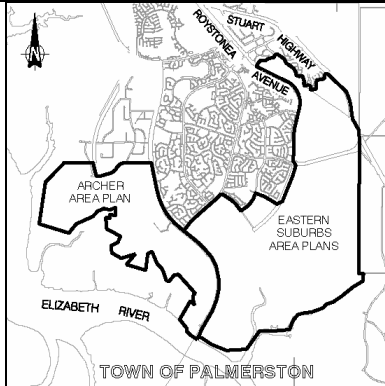 STUART
HIGHWAY
ROYSTONEA
AVENUE
N
ARCHER
AREA PLAN
EASTERN
SUBURBS
AREA PLANS
ELIZABETH RIVER
TOWN OF PALMERSTON